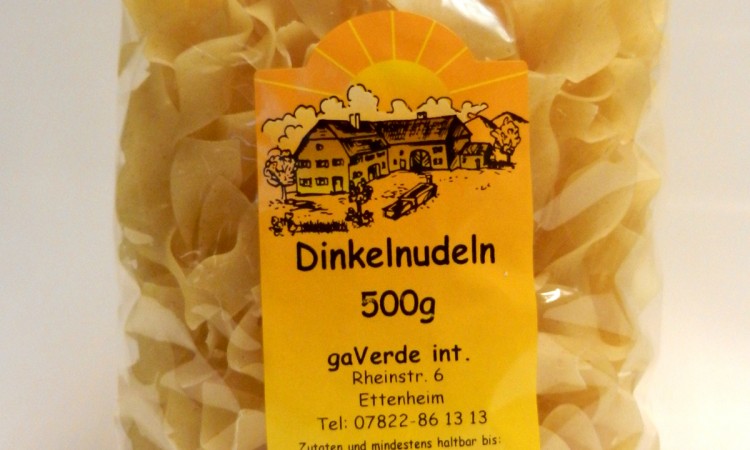 Dinkelnudeln
500g
gaVerde int.
Rheinstr. 6
Ettenheim
Tel: 07822-86 13 13
Zutaten und mindestens haltbar bis: